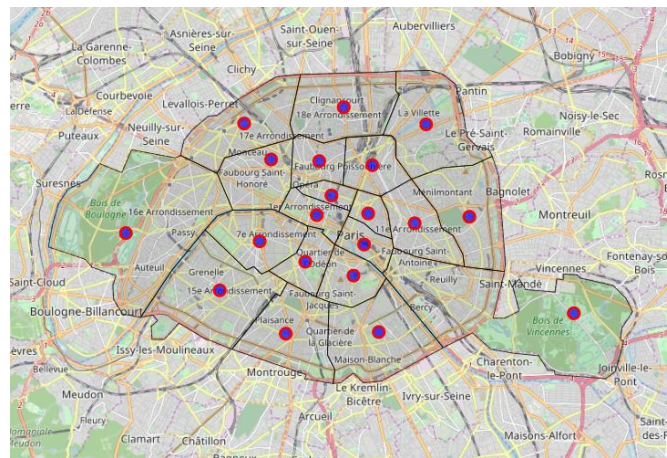 Asnières-sur-
Seine
Saint-Ouen-
sur-Seine
Aubervilliers
La Garenne-
Colombes
Bobigny
Clichy
Courbevoie
Levallois-Perret
Clignancourt
18e Arrondissement
Pantin
La Défense
La Villette
Noisy-le-Sec
Puteaux
Neuilly-sur-
Seine
17e Arrondissement
Le Pré-Saint-
Gervais
Romainville
Monceau
Faubourg Saint-
Honoré
Faubourg Poissonnière
Suresnes
Opéra
Ménilmontant
Bagnolet
Bois de
Boulogne
16e Arrondissement
1er Arrondissement
Montreuil
Passy
7e Arrondissement
Paris
11e Arrondissement
Quartier de
l'Odéon
Faubourg Saint-
Antoine
Fontenay-so
Bois
Auteuil
Grenelle
Vincennes
Saint-Cloud
Reuilly
Saint-Mandé
15e Arrondissement
Faubourg Saint-
Jacques
Boulogne-Billancourt
Bercy
Plaisance
Bois de
Vincennes
Quartier de
la Glacière
Issy-les-Moulineaux
Maison-Blanche
Charenton-
le-Pont
Joinville-le-
Pont
Bellevue
Montrouge
Le Kremlin-
Bicêtre
Ivry-sur-Seine
Meudon
Arcueil
Fleury
Clamart
Châtillon
Maisons-Alfort